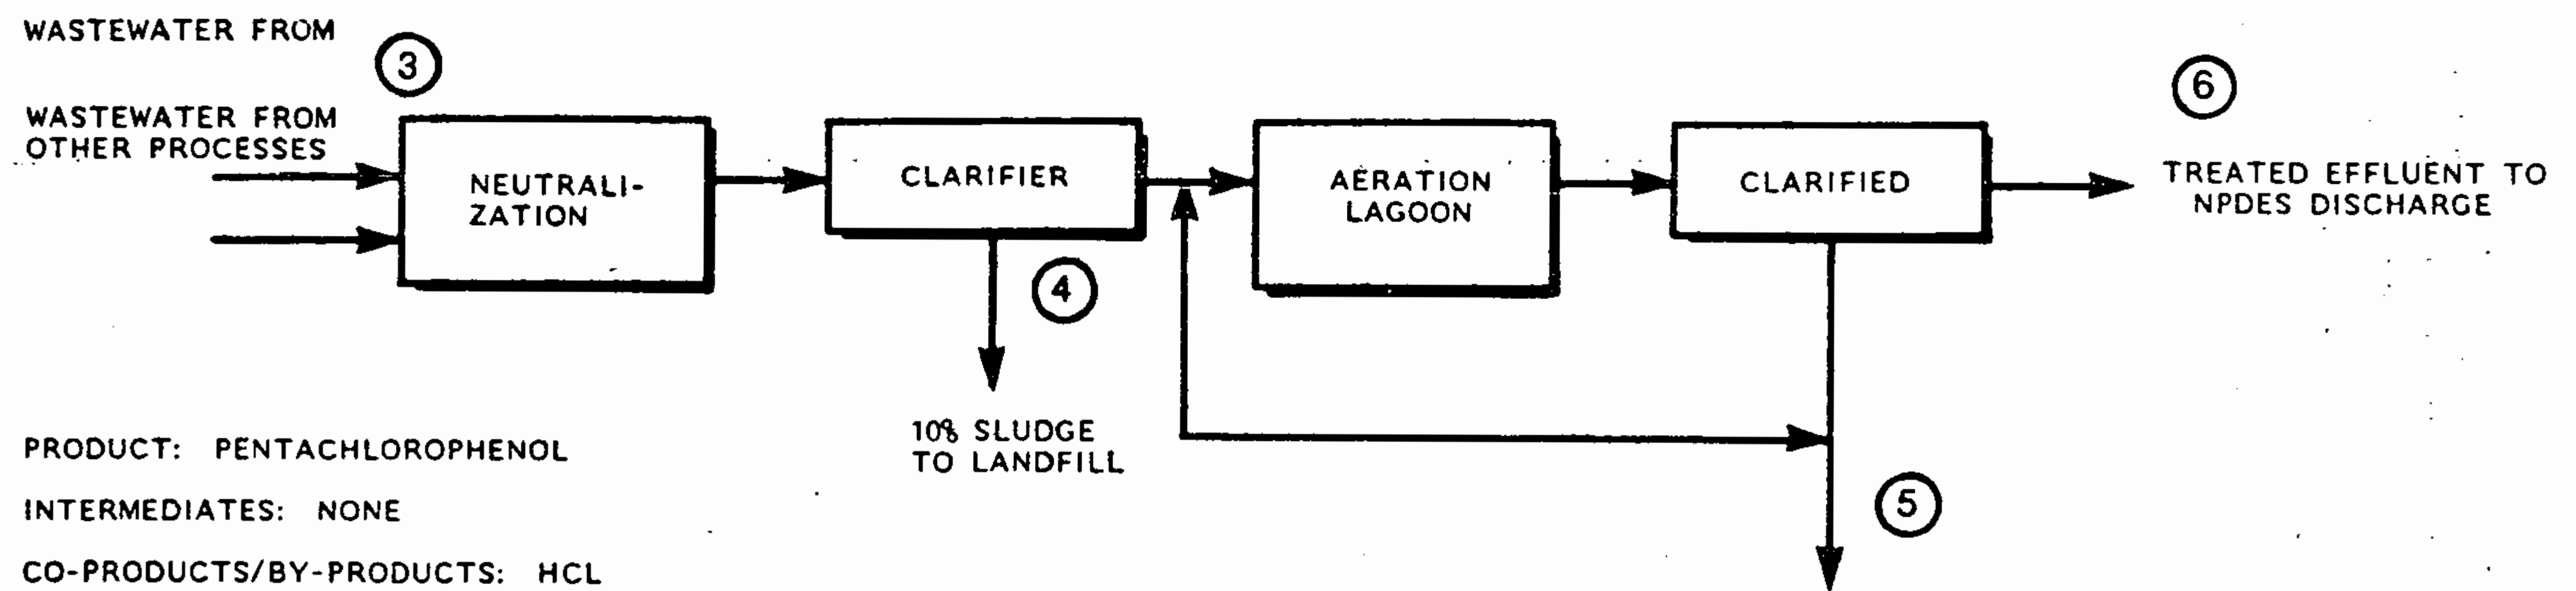 WASTEWATER FROM
3
6
WASTEWATER FROM
OTHER PROCESSES
NEUTRALI-
ZATION
CLARIFIER
AERATION
LAGOON
CLARIFIED
TREATED EFFLUENT TO
NPDES DISCHARGE
4
10% SLUDGE
TO LANDFILL
5
PRODUCT: PENTACHLOROPHENOL
INTERMEDIATES: NONE
CO-PRODUCTS/BY-PRODUCTS: HCL